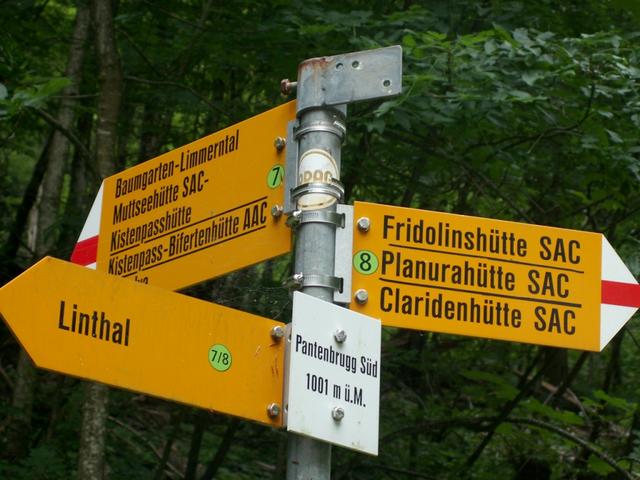 Baumgarten-Limmerntal
Muttseehütte SAC-
Kistenpasshütte
Kistenpass-Bifertenhütte AAC
7
Fridolinshütte SAC
Planurahütte SAC
Claridenhütte SAC
8
Linthal
7/8
Pantenbrugg Süd
1001 m ü.M.